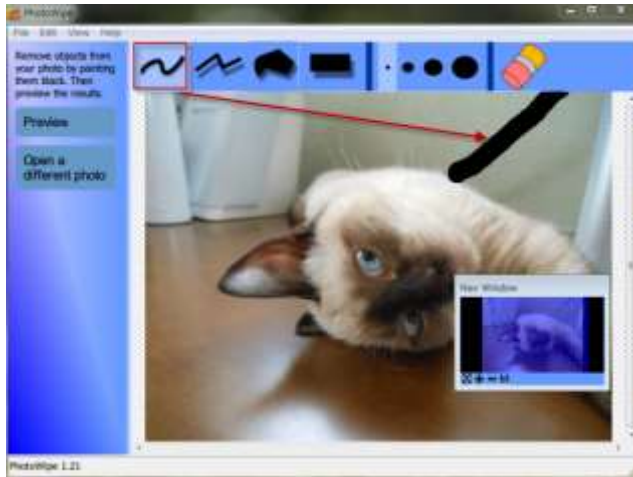 PhotoWipe
File Edit View Help
Remove objects from
your photo by painting
them black. Then
preview the results.
Preview
Open a
different photo
Nav Window
PhotoWipe 1.21